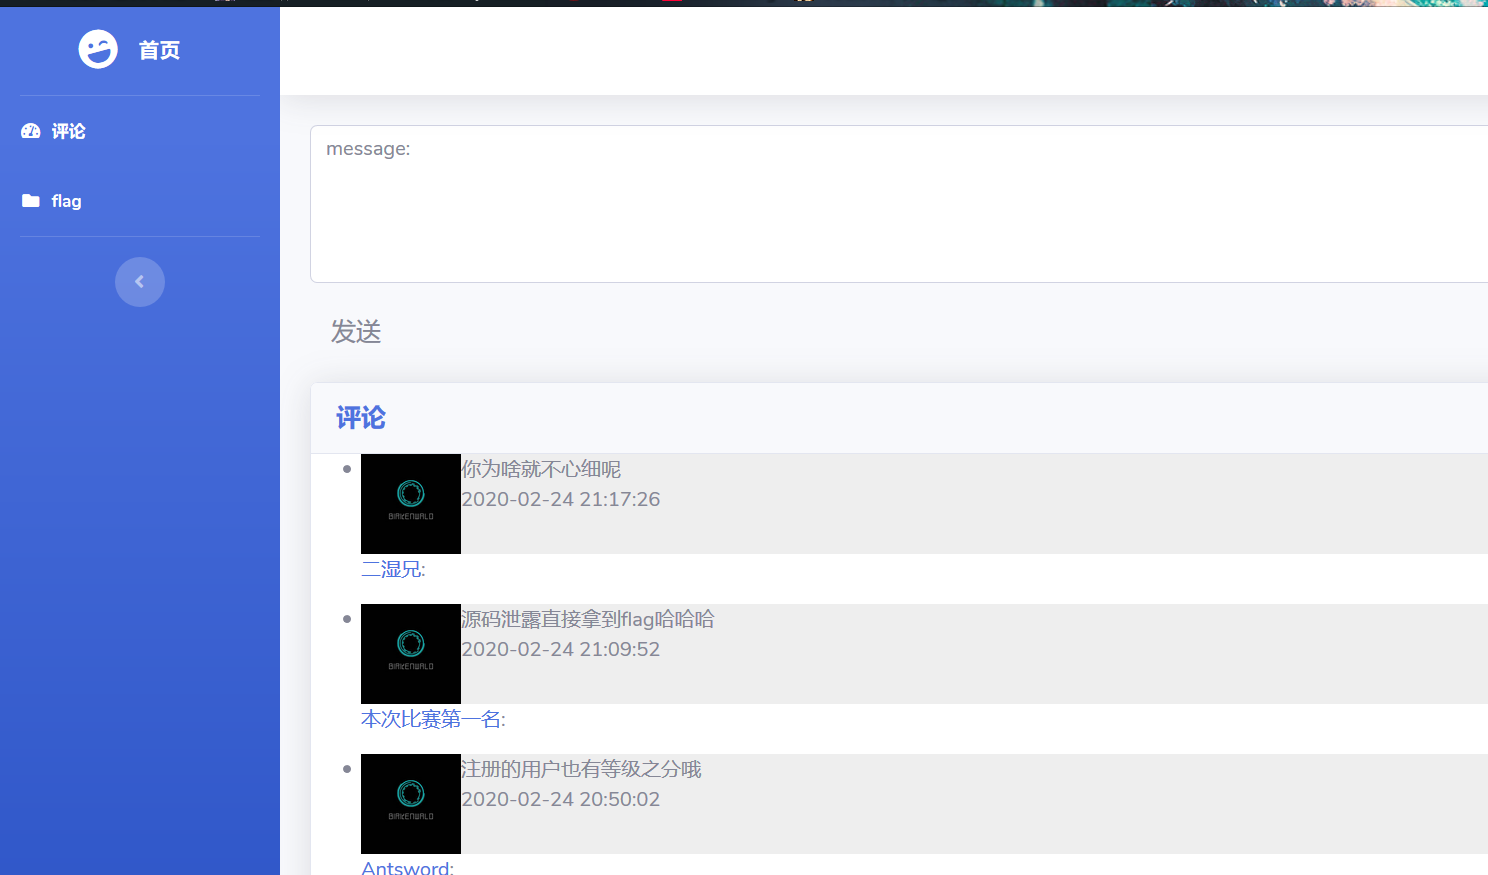 首页
评论
flag
message:
发送
评论
你为啥就不心细呢
2020-02-24 21:17:26
BIRKENWALD
二湿兄:
源码泄露直接拿到flag哈哈哈
2020-02-24 21:09:52
BIRKENWALD
本次比赛第一名:
注册的用户也有等级之分哦
2020-02-24 20:50:02
BIRKENWALD
Antsword: